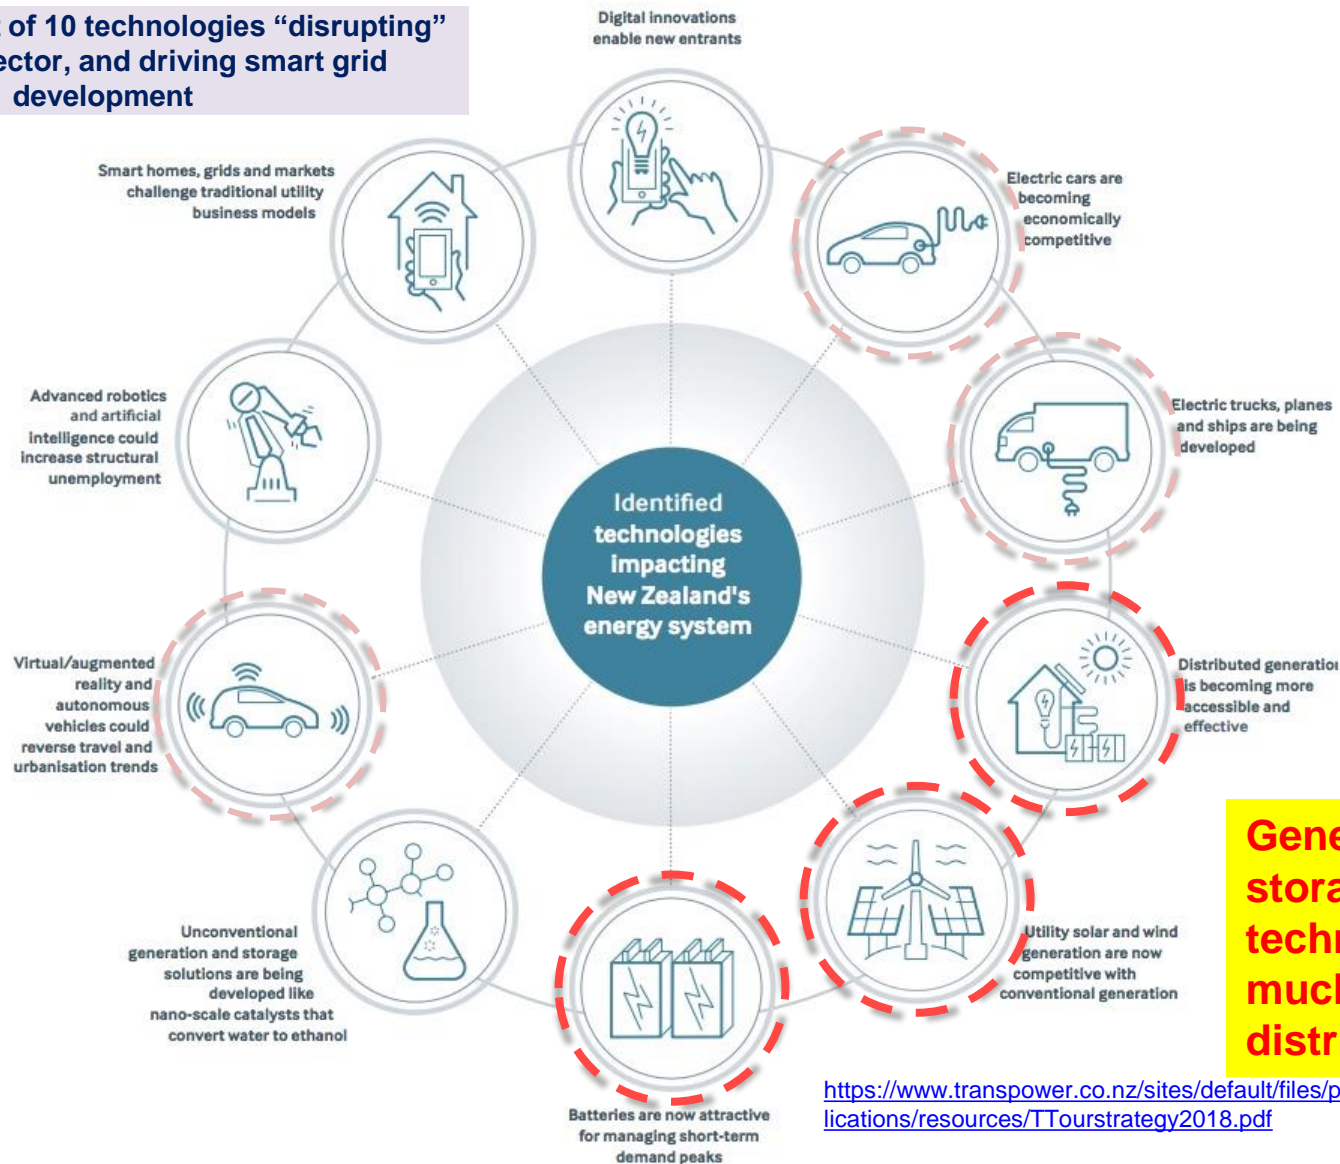 of 10 technologies “disrupting”
ector, and driving smart grid
development
Digital innovations
enable new entrants
Smart homes, grids and markets
challenge traditional utility
business models
Electric cars are
becoming
economically
competitive
Advanced robotics
and artificial
intelligence could
increase structural
unemployment
Electric trucks, planes
and ships are being
developed
Identified
technologies
impacting
New Zealand's
energy system
Virtual/augmented
reality and
autonomous
vehicles could
reverse travel and
urbanisation trends
Distributed generation
is becoming more
accessible and
effective
Unconventional
generation and storage
solutions are being
developed like
nano-scale catalysts that
convert water to ethanol
Utility solar and wind
generation are now
competitive with
conventional generation
Batteries are now attractive
for managing short-term
demand peaks
Gene
stora
techn
much
distr
https://www.transpower.co.nz/sites/default/files/p
lications/resources/TTourstrategy2018.pdf